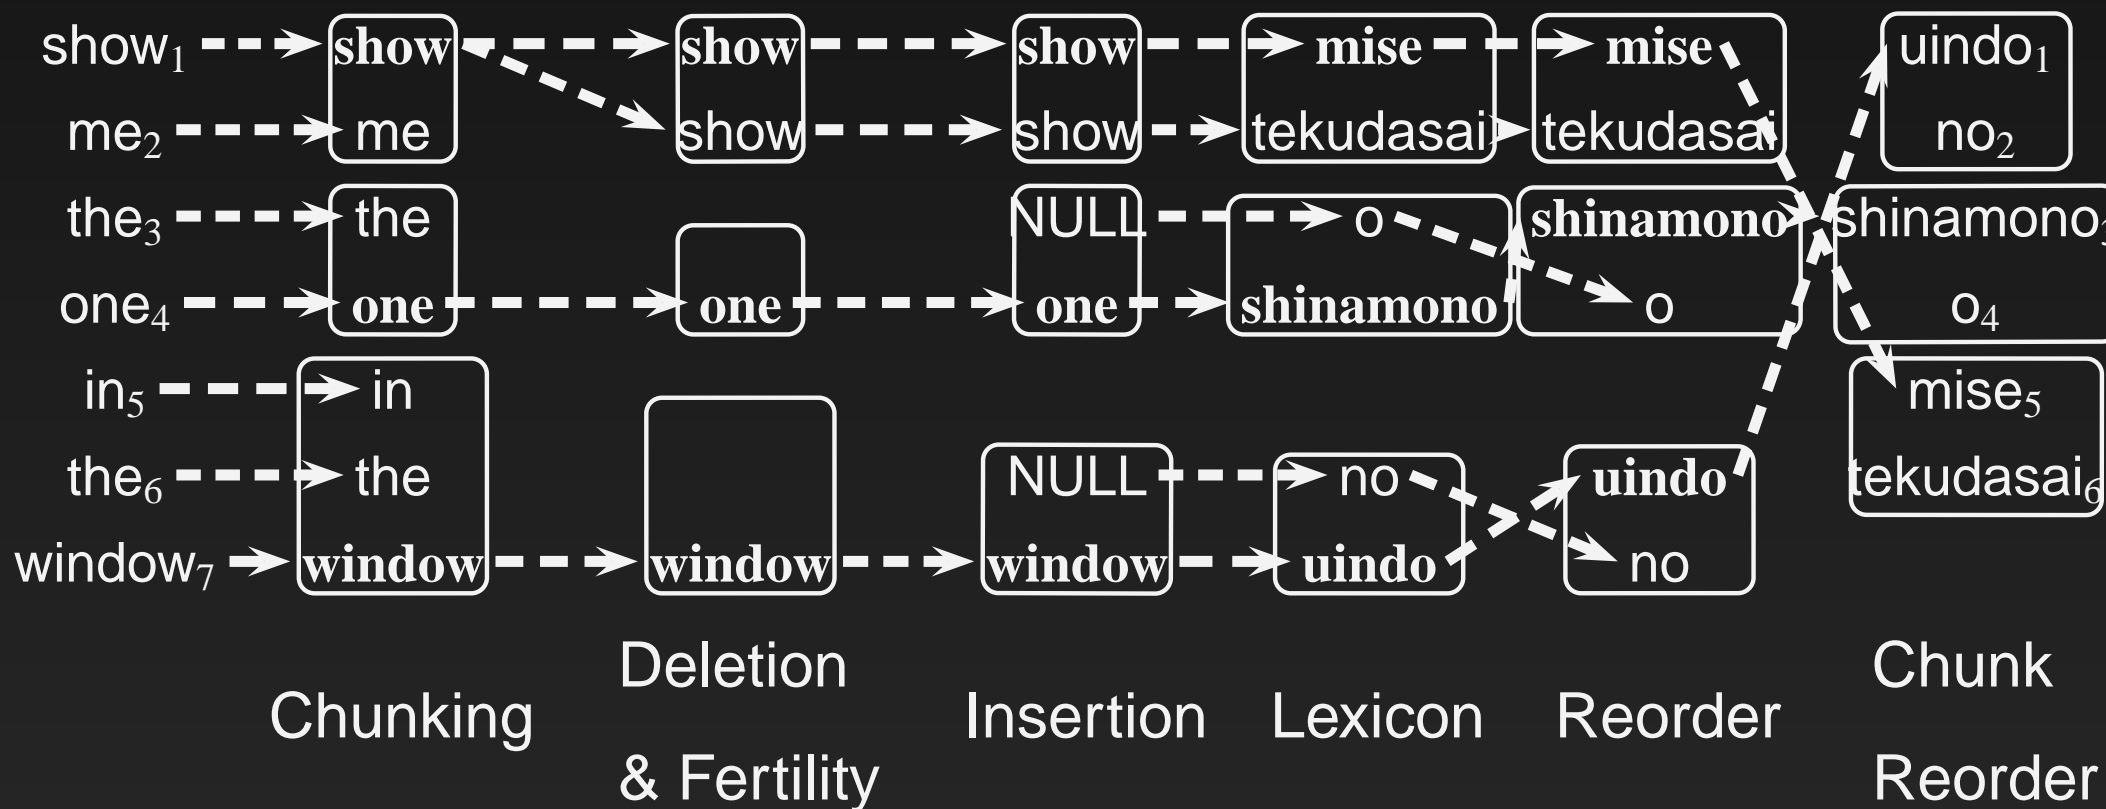 show1 show show show mise mise uindo1
me2 me show show tekudasai tekudasai no2
the3 the NULL o shinamono shinamono3
one4 one one one shinamono o o4
in5 in mise5
the6 the NULL no uindo tekudasai6
window7 window window window uindo no
Deletion Chunk
Chunking Insertion Lexicon Reorder
& Fertility Reorder